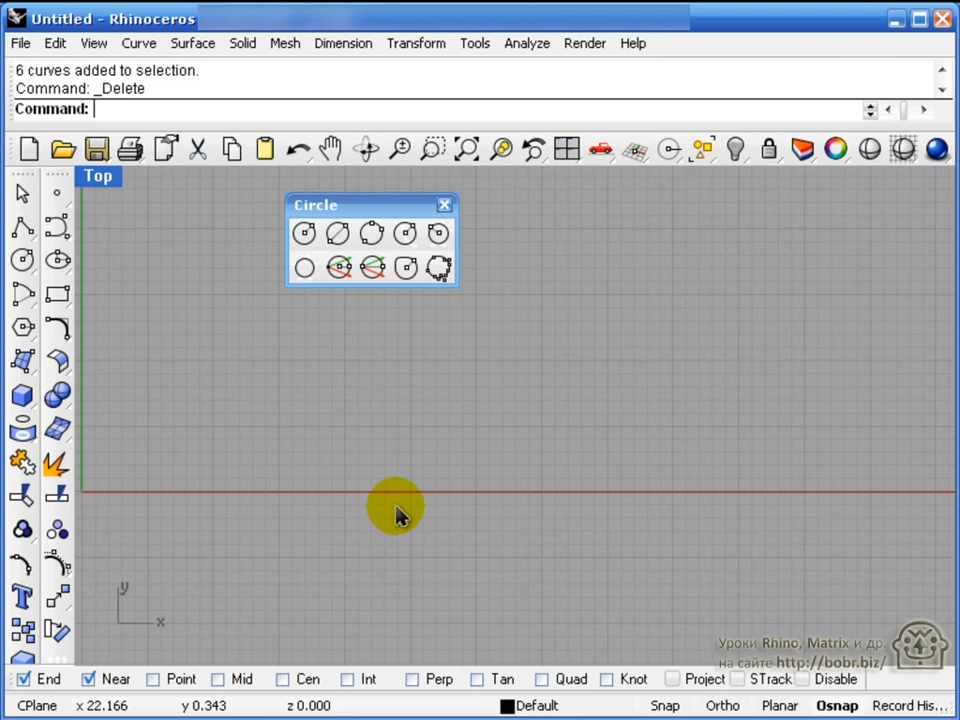 Untitled - Rhinoceros
File Edit View Curve Surface Solid Mesh Dimension Transform Tools Analyze Render Help
6 curves added to selection.
Command: _Delete
Command:
Top
Circle
y
x
Уроки Rhino, Matrix и др.
на сайте http://bobr.biz/
End Near Point Mid Cen Int Perp Tan Quad Knot Project STrack Disable
CPlane x 22.166 y 0.343 z 0.000 Default Snap Ortho Planar Osnap Record His...